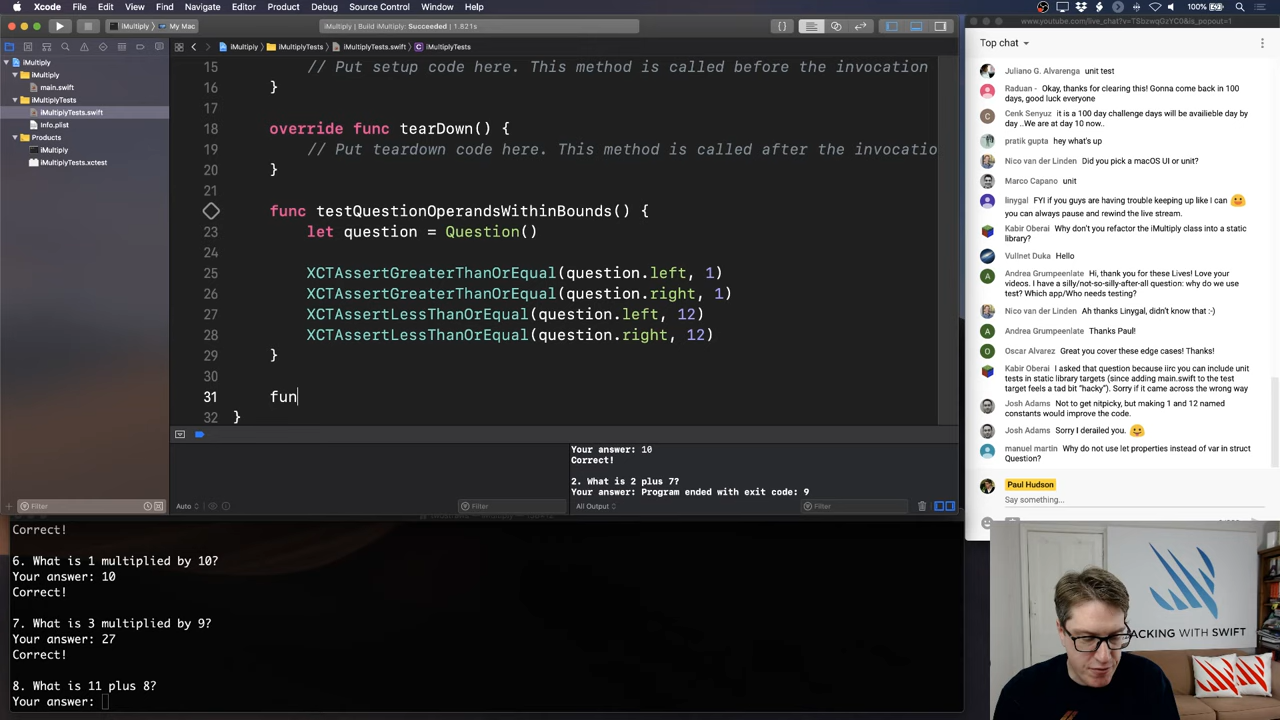 Xcode File Edit View Find Navigate Editor Product Debug Source Control Window Help
iMultiply My Mac
iMultiply | Build iMultiply: Succeeded | 1.821s
www.youtube.com/live_chat?v=TSbzwqGzYC0&is_popout=1
iMultiply iMultiplyTests iMultiplyTests.swift C iMultiplyTests
iMultiply
iMultiply
main.swift
iMultiplyTests
iMultiplyTests.swift
Info.plist
Products
iMultiply
iMultiplyTests.xctest
15 // Put setup code here. This method is called before the invocation
16 }
17
18 override func tearDown() {
19 // Put teardown code here. This method is called after the invocatio
20 }
21
func testQuestionOperandsWithinBounds() {
23 let question = Question()
24
25 XCTAssertGreaterThanOrEqual(question.left, 1)
26 XCTAssertGreaterThanOrEqual(question.right, 1)
27 XCTAssertLessThanOrEqual(question.left, 12)
28 XCTAssertLessThanOrEqual(question.right, 12)
29 }
30
31 fun
32 }
Your answer: 10
Correct!
2. What is 2 plus 7?
Your answer: Program ended with exit code: 9
Filter
Auto
Filter
All Output
Filter
Correct!
6. What is 1 multiplied by 10?
Your answer: 10
Correct!
7. What is 3 multiplied by 9?
Your answer: 27
Correct!
8. What is 11 plus 8?
Your answer:
Top chat
Juliano G. Alvarenga unit test
Raduan - Okay, thanks for clearing this! Gonna come back in 100
days, good luck everyone
C Cenk Senyuz it is a 100 day challenge days will be availieble day by
day ..We are at day 10 now..
pratik gupta hey what's up
Nico van der Linden Did you pick a macOS UI or unit?
Marco Capano unit
linygal FYI if you guys are having trouble keeping up like I can
you can always pause and rewind the live stream.
Kabir Oberai Why don't you refactor the iMultiply class into a static
library?
Vullnet Duka Hello
A Andrea Grumpeenlate Hi, thank you for these Lives! Love your
videos. I have a silly/not-so-silly-after-all question: why do we use
test? Which app/Who needs testing?
Nico van der Linden Ah thanks Linygal, didn't know that :-)
A Andrea Grumpeenlate Thanks Paul!
O Oscar Alvarez Great you cover these edge cases! Thanks!
Kabir Oberai I asked that question because iirc you can include unit
tests in static library targets (since adding main.swift to the test
target feels a tad bit "hacky"). Sorry if it came across the wrong way
Josh Adams Not to get nitpicky, but making 1 and 12 named
constants would improve the code.
Josh Adams Sorry I derailed you.
manuel martin Why do not use let properties instead of var in struct
Question?
Paul Hudson
Say something...
HACKING WITH SWIFT